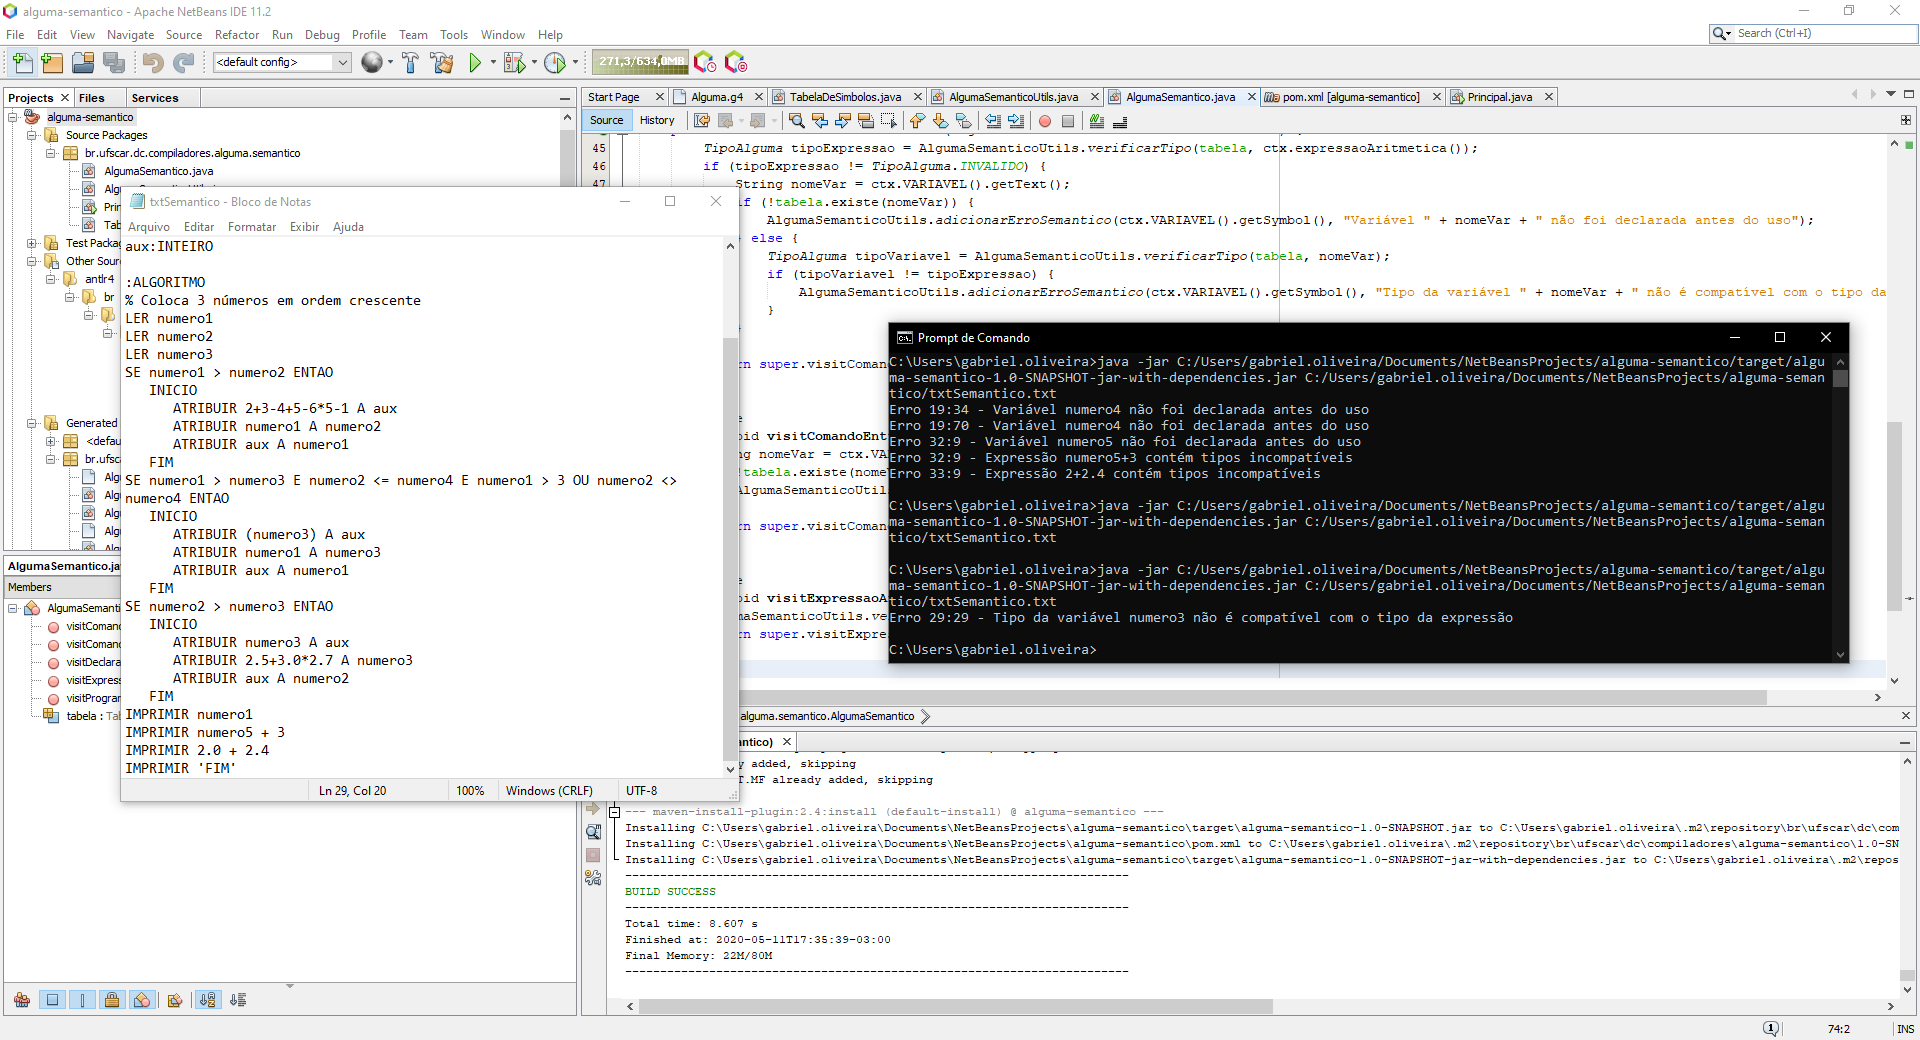 alguma-semantico - Apache NetBeans IDE 11.2
File Edit View Navigate Source Refactor Run Debug Profile Team Tools Window Help
Search (Ctrl+I)
<default config>
271,3/634,0MB
Projects Files Services
alguma-semantico
Source Packages
br.ufscar.dc.compiladores.alguma.semantico
AlgumaSemantico.java
Prin
Tab
Test Packag
Other Sour
antlr4
br
Generated
<defau
br.ufsc
Alg
Alg
Alg
Alg
AlgumaSemantico.ja
Members
AlgumaSemanti
visitComand
visitComand
visitDeclara
visitExpress
visitPrograr
tabela : Tab
Start Page Alguma.g4 TabelaDeSimbolos.java AlgumaSemanticoUtils.java AlgumaSemantico.java pom.xml [alguma-semantico] Principal.java
Source History
45 TipoAlguma tipoExpressao = AlgumaSemanticoUtils.verificarTipo(tabela, ctx.expressaoAritmetica());
46 if (tipoExpressao != TipoAlguma.INVALIDO) {
47 String nomeVar = ctx.VARIAVEL().getText();
if (!tabela.existe(nomeVar)) {
AlgumaSemanticoUtils.adicionarErroSemantico(ctx.VARIAVEL().getSymbol(), "Variável " + nomeVar + " não foi declarada antes do uso");
else {
TipoAlguma tipoVariavel = AlgumaSemanticoUtils.verificarTipo(tabela, nomeVar);
if (tipoVariavel != tipoExpressao) {
AlgumaSemanticoUtils.adicionarErroSemantico(ctx.VARIAVEL().getSymbol(), "Tipo da variável " + nomeVar + " não é compatível com o tipo da
}
rn super.visitComan
e
oid visitComandoEnt
ng nomeVar = ctx.VA
!tabela.existe(nomeV
AlgumaSemanticoUtil
rn super.visitComan
e
oid visitExpressaoA
maSemanticoUtils.ve
rn super.visitExpre
txtSemantico - Bloco de Notas
Arquivo Editar Formatar Exibir Ajuda
aux:INTEIRO
:ALGORITMO
% Coloca 3 números em ordem crescente
LER numero1
LER numero2
LER numero3
SE numero1 > numero2 ENTAO
INICIO
ATRIBUIR 2+3-4+5-6*5-1 A aux
ATRIBUIR numero1 A numero2
ATRIBUIR aux A numero1
FIM
SE numero1 > numero3 E numero2 <= numero4 E numero1 > 3 OU numero2 <>
numero4 ENTAO
INICIO
ATRIBUIR (numero3) A aux
ATRIBUIR numero1 A numero3
ATRIBUIR aux A numero1
FIM
SE numero2 > numero3 ENTAO
INICIO
ATRIBUIR numero3 A aux
ATRIBUIR 2.5+3.0*2.7 A numero3
ATRIBUIR aux A numero2
FIM
IMPRIMIR numero1
IMPRIMIR numero5 + 3
IMPRIMIR 2.0 + 2.4
IMPRIMIR 'FIM'
Ln 29, Col 20 100% Windows (CRLF) UTF-8
Prompt de Comando
C:\Users\gabriel.oliveira>java -jar C:/Users/gabriel.oliveira/Documents/NetBeansProjects/alguma-semantico/target/algu
ma-semantico-1.0-SNAPSHOT-jar-with-dependencies.jar C:/Users/gabriel.oliveira/Documents/NetBeansProjects/alguma-seman
tico/txtSemantico.txt
Erro 19:34 - Variável numero4 não foi declarada antes do uso
Erro 19:70 - Variável numero4 não foi declarada antes do uso
Erro 32:9 - Variável numero5 não foi declarada antes do uso
Erro 32:9 - Expressão numero5+3 contém tipos incompatíveis
Erro 33:9 - Expressão 2+2.4 contém tipos incompatíveis
C:\Users\gabriel.oliveira>java -jar C:/Users/gabriel.oliveira/Documents/NetBeansProjects/alguma-semantico/target/algu
ma-semantico-1.0-SNAPSHOT-jar-with-dependencies.jar C:/Users/gabriel.oliveira/Documents/NetBeansProjects/alguma-seman
tico/txtSemantico.txt
C:\Users\gabriel.oliveira>java -jar C:/Users/gabriel.oliveira/Documents/NetBeansProjects/alguma-semantico/target/algu
ma-semantico-1.0-SNAPSHOT-jar-with-dependencies.jar C:/Users/gabriel.oliveira/Documents/NetBeansProjects/alguma-seman
tico/txtSemantico.txt
Erro 29:29 - Tipo da variável numero3 não é compatível com o tipo da expressão
C:\Users\gabriel.oliveira>
alguma.semantico.AlgumaSemantico
antico)
y added, skipping
T.MF already added, skipping
--- maven-install-plugin:2.4:install (default-install) @ alguma-semantico ---
Installing C:\Users\gabriel.oliveira\Documents\NetBeansProjects\alguma-semantico\target\alguma-semantico-1.0-SNAPSHOT.jar to C:\Users\gabriel.oliveira\.m2\repository\br\ufscar\dc\com
Installing C:\Users\gabriel.oliveira\Documents\NetBeansProjects\alguma-semantico\pom.xml to C:\Users\gabriel.oliveira\.m2\repository\br\ufscar\dc\compiladores\alguma-semantico\1.0-SN
Installing C:\Users\gabriel.oliveira\Documents\NetBeansProjects\alguma-semantico\target\alguma-semantico-1.0-SNAPSHOT-jar-with-dependencies.jar to C:\Users\gabriel.oliveira\.m2\repos
------------------------------------------------------------------------
BUILD SUCCESS
------------------------------------------------------------------------
Total time: 8.607 s
Finished at: 2020-05-11T17:35:39-03:00
Final Memory: 22M/80M
------------------------------------------------------------------------
1 74:2 INS